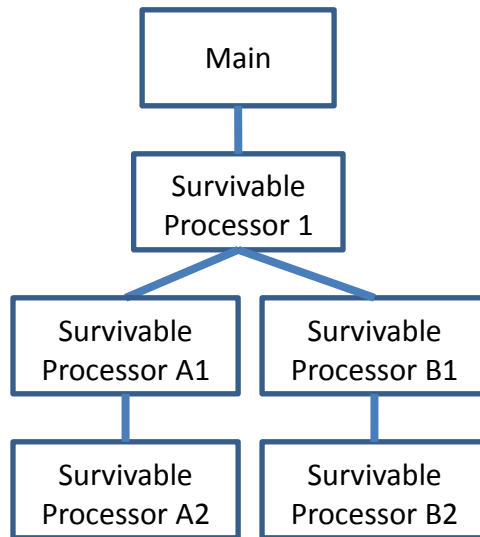 Main
Survivable
Processor 1
Survivable
Processor A1
Survivable
Processor B1
Survivable
Processor A2
Survivable
Processor B2